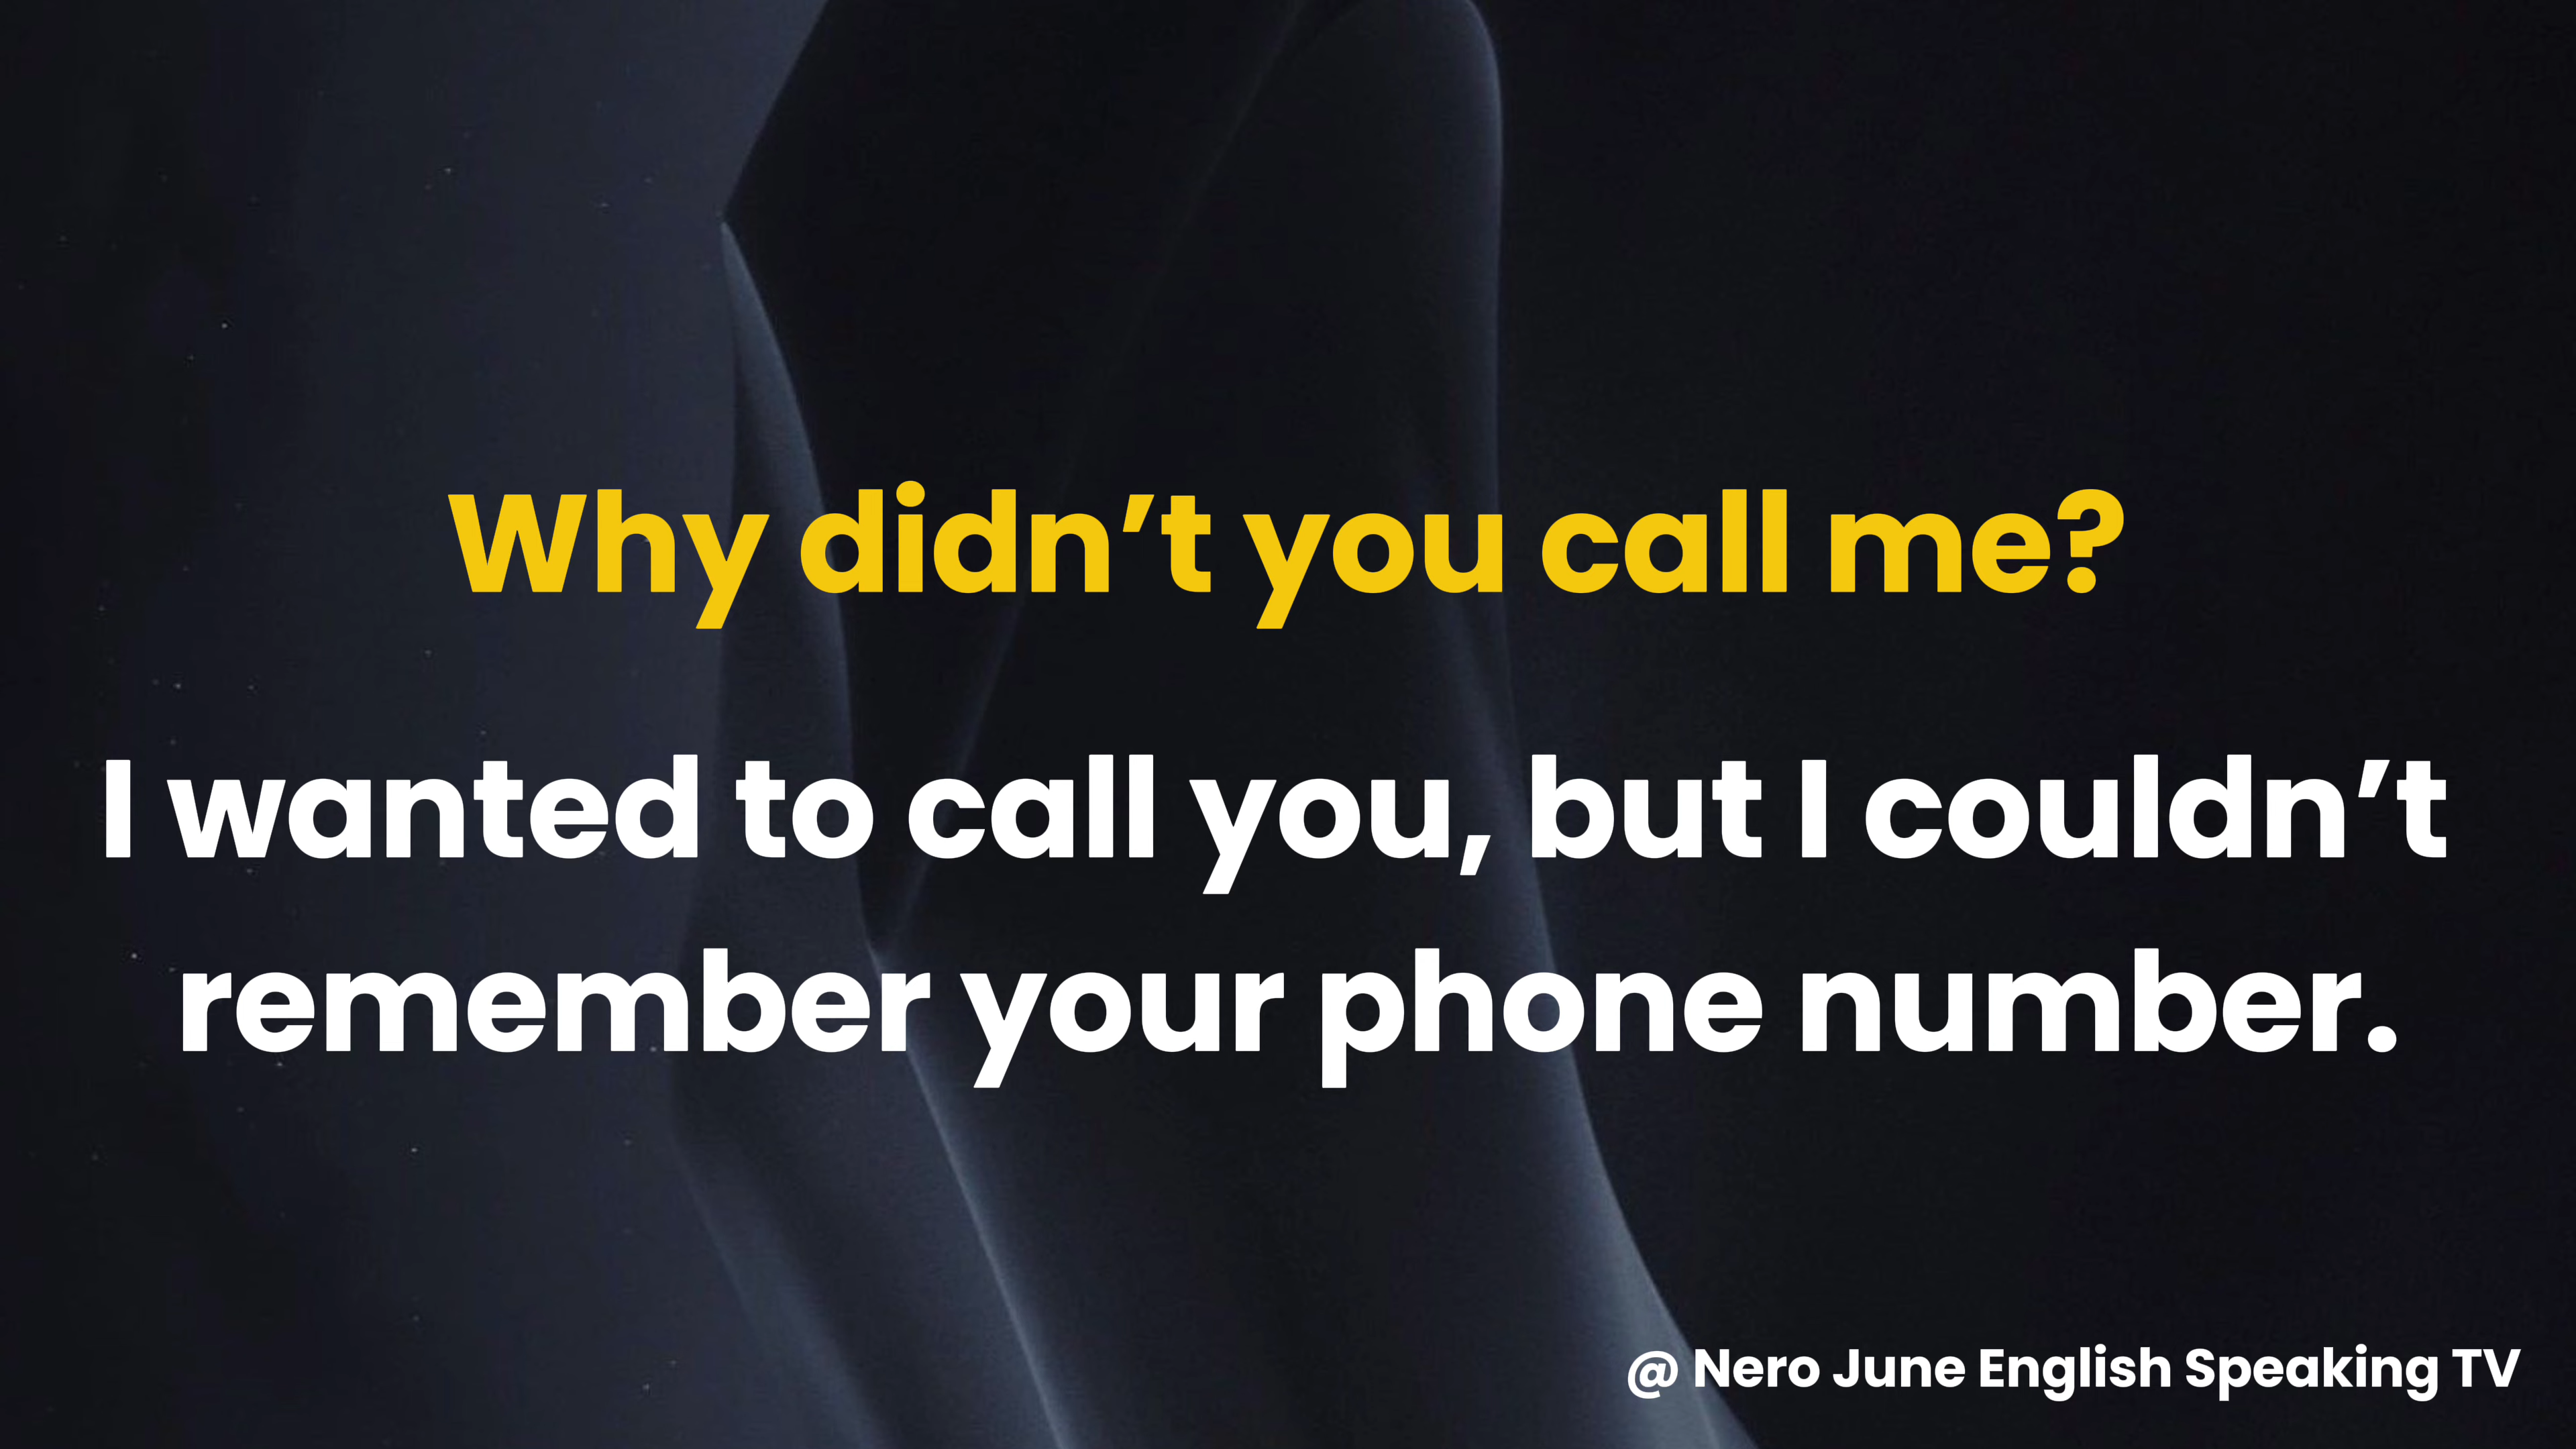 Why didn’t you call me?
I wanted to call you, but I couldn’t
remember your phone number.
@ Nero June English Speaking TV